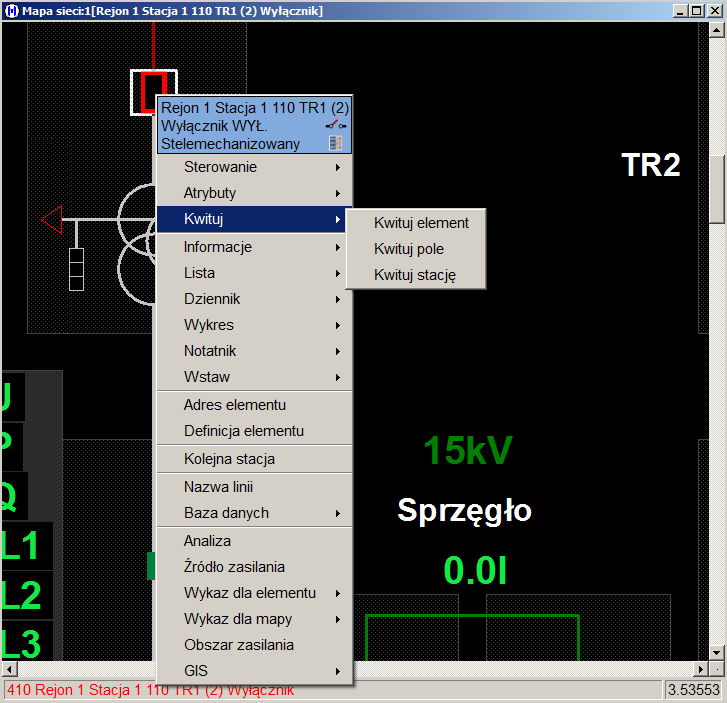 Mapa sieci:1[Rejon 1 Stacja 1 110 TR1 (2) Wyłącznik]
Rejon 1 Stacja 1 110 TR1 (2)
Wyłącznik WYŁ.
Stelemechanizowany
Sterowanie
Atrybuty
Kwituj
Kwituj element
Kwituj pole
Kwituj stację
Informacje
Lista
Dziennik
Wykres
Notatnik
Wstaw
Adres elementu
Definicja elementu
Kolejna stacja
Nazwa linii
Baza danych
Analiza
Źródło zasilania
Wykaz dla elementu
Wykaz dla mapy
Obszar zasilania
GIS
TR2
15kV
Sprzęgło
0.0I
U
P
Q
L1
L2
L3
410 Rejon 1 Stacja 1 110 TR1 (2) Wyłącznik
3.53553